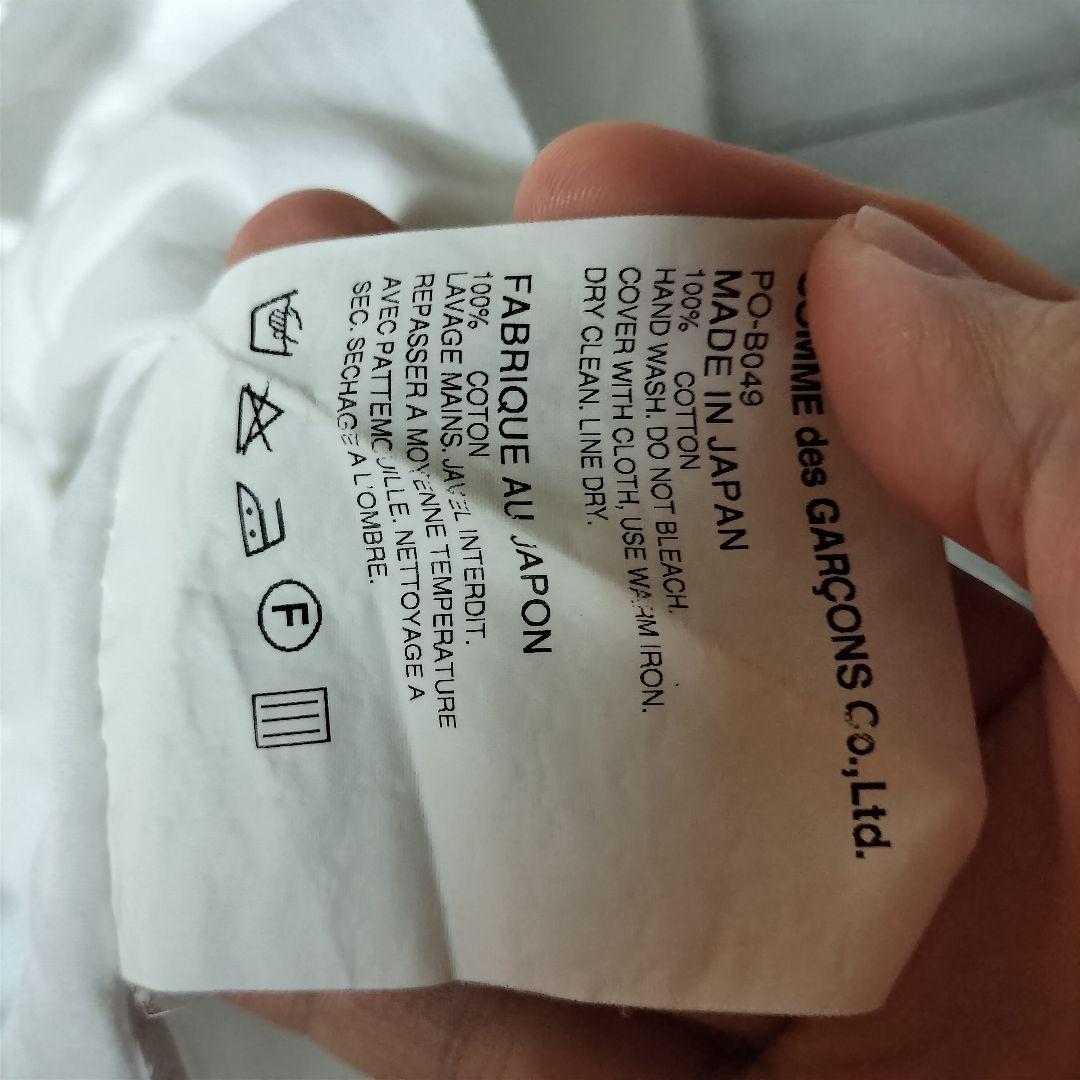 COMME des GARÇONS Co.,Ltd.
PO-B049
MADE IN JAPAN
100% COTTON
HAND WASH. DO NOT BLEACH.
COVER WITH CLOTH, USE WARM IRON.
DRY CLEAN. LINE DRY.
FABRIQUE AU JAPON
100% COTON
LAVAGE MAINS. JAVEL INTERDIT.
REPASSER A MOYENNE TEMPERATURE
AVEC PATTEMOUILLE. NETTOYAGE A
SEC. SECHAGE A L'OMBRE.
F